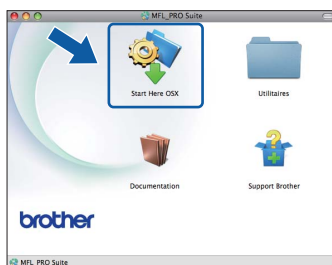 MFL_PRO Suite
Start Here OSX
Utilitaires
Documentation
Support Brother
brother
MFL_PRO Suite